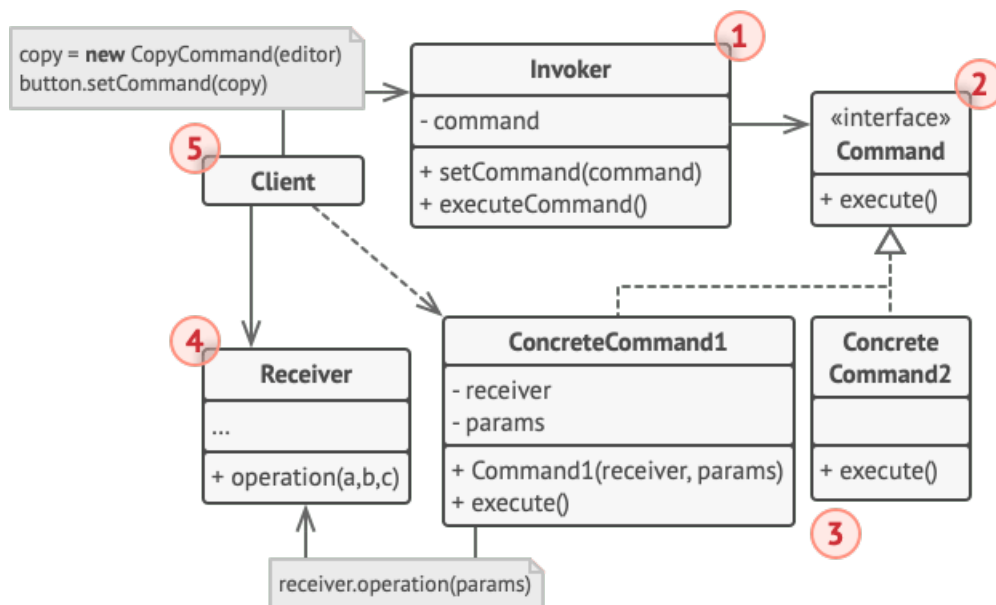 copy = new CopyCommand(editor)
button.setCommand(copy)
1
Invoker
- command
+ setCommand(command)
+ executeCommand()
2
«interface»
Command
+ execute()
5
Client
4
Receiver
...
+ operation(a,b,c)
ConcreteCommand1
- receiver
- params
+ Command1(receiver, params)
+ execute()
Concrete
Command2
+ execute()
3
receiver.operation(params)